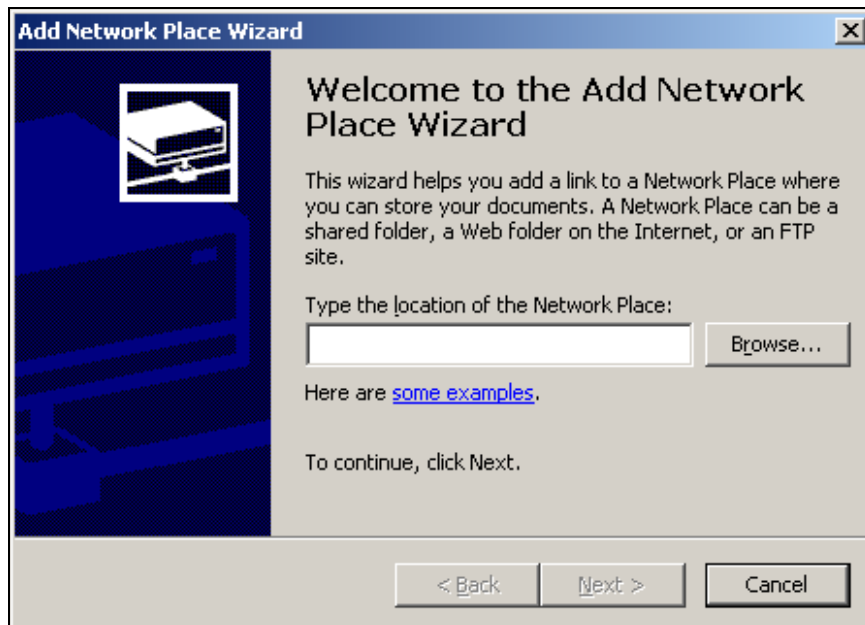 Add Network Place Wizard
Welcome to the Add Network
Place Wizard
This wizard helps you add a link to a Network Place where
you can store your documents. A Network Place can be a
shared folder, a Web folder on the Internet, or an FTP
site.
Type the location of the Network Place:
Browse...
Here are some examples.
To continue, click Next.
< Back
Next >
Cancel